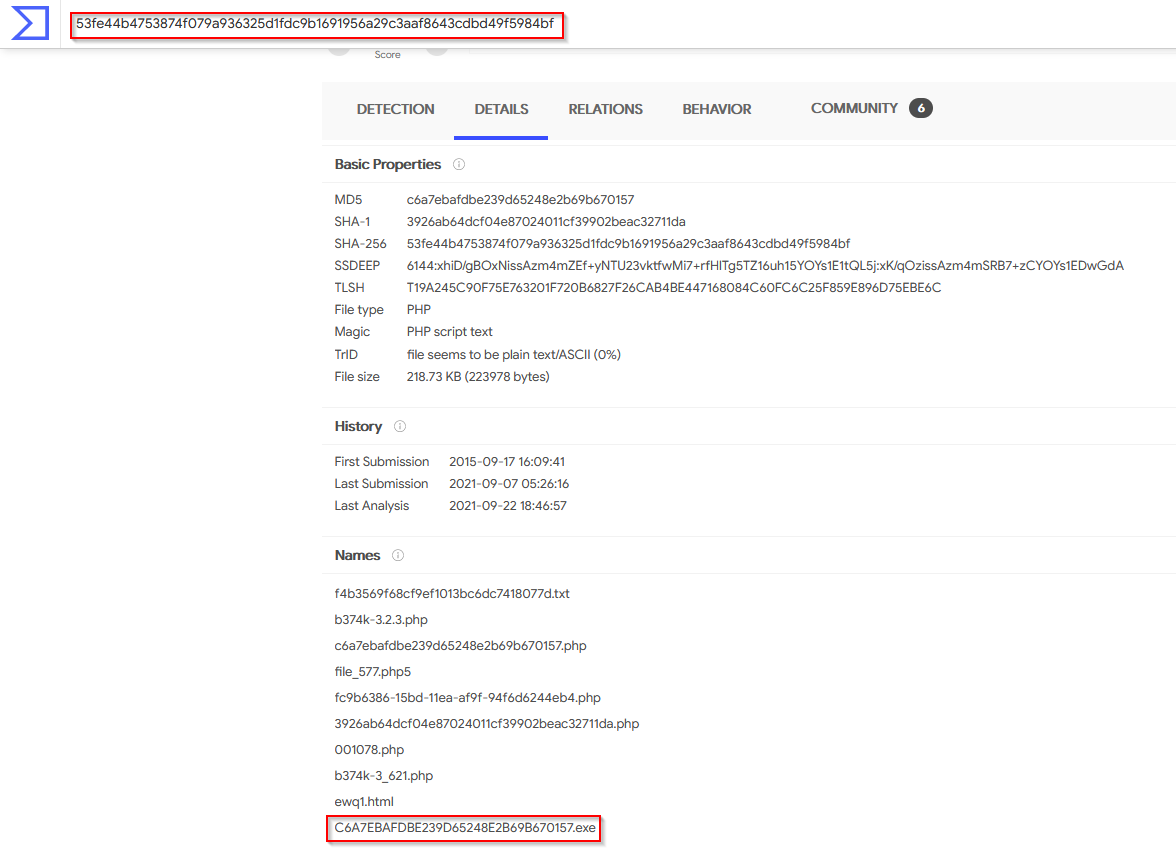 53fe44b4753874f079a936325d1fdc9b1691956a29c3aaf8643cdbd49f5984bf
Score
DETECTION DETAILS RELATIONS BEHAVIOR COMMUNITY 6
Basic Properties
MD5 c6a7ebafdbe239d65248e2b69b670157
SHA-1 3926ab64dcf04e87024011cf39902beac32711da
SHA-256 53fe44b4753874f079a936325d1fdc9b1691956a29c3aaf8643cdbd49f5984bf
SSDEEP 6144:xhiD/gBOxNissAzm4mZEf+yNTU23vktfwMi7+rfHlTg5TZ16uh15YOYs1E1tQL5j:xK/qOzissAzm4mSRB7+zCYOYs1EDwGdA
TLSH T19A245C90F75E763201F720B6827F26CAB4BE447168084C60FC6C25F859E896D75EBE6C
File type PHP
Magic PHP script text
TrID file seems to be plain text/ASCII (0%)
File size 218.73 KB (223978 bytes)
History
First Submission 2015-09-17 16:09:41
Last Submission 2021-09-07 05:26:16
Last Analysis 2021-09-22 18:46:57
Names
f4b3569f68cf9ef1013bc6dc7418077d.txt
b374k-3.2.3.php
c6a7ebafdbe239d65248e2b69b670157.php
file_577.php5
fc9b6386-15bd-11ea-af9f-94f6d6244eb4.php
3926ab64dcf04e87024011cf39902beac32711da.php
001078.php
b374k-3_621.php
ewq1.html
C6A7EBAFDBE239D65248E2B69B670157.exe